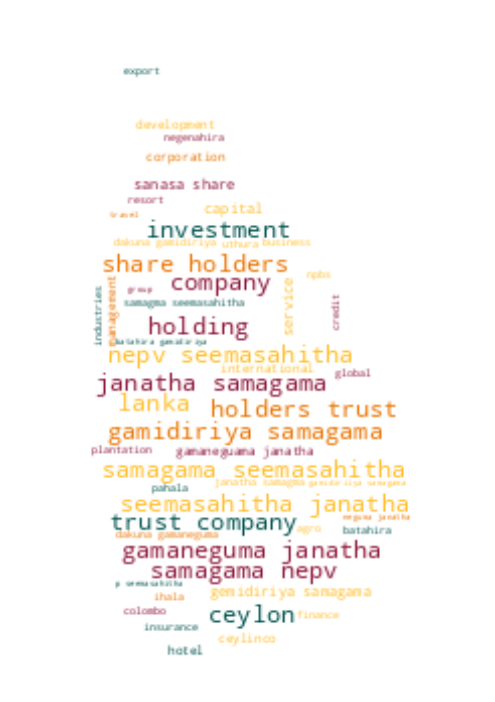 export
development
negenahira
corporation
sanasa share
resort
capital
travel
investment
dakuna gamidiriya uthura business
share holders
npbs
company
management
service
industries
group
credit
samagma seemasahitha
holding
batahira gamidiriya
nepv seemasahitha
international
global
janatha samagama
lanka
holders trust
gamidiriya samagama
plantation
gamaneguma janatha
samagama seemasahitha
janatha samagma
gamidiriya samagama
pahala
seemasahitha janatha
trust company
neguma janatha
agro
batahira
dakuna gamaneguma
gamaneguma janatha
samagama nepv
p seemasahitha
gemidiriya samagama
ihala
colombo
ceylon
finance
insurance
ceylinco
hotel